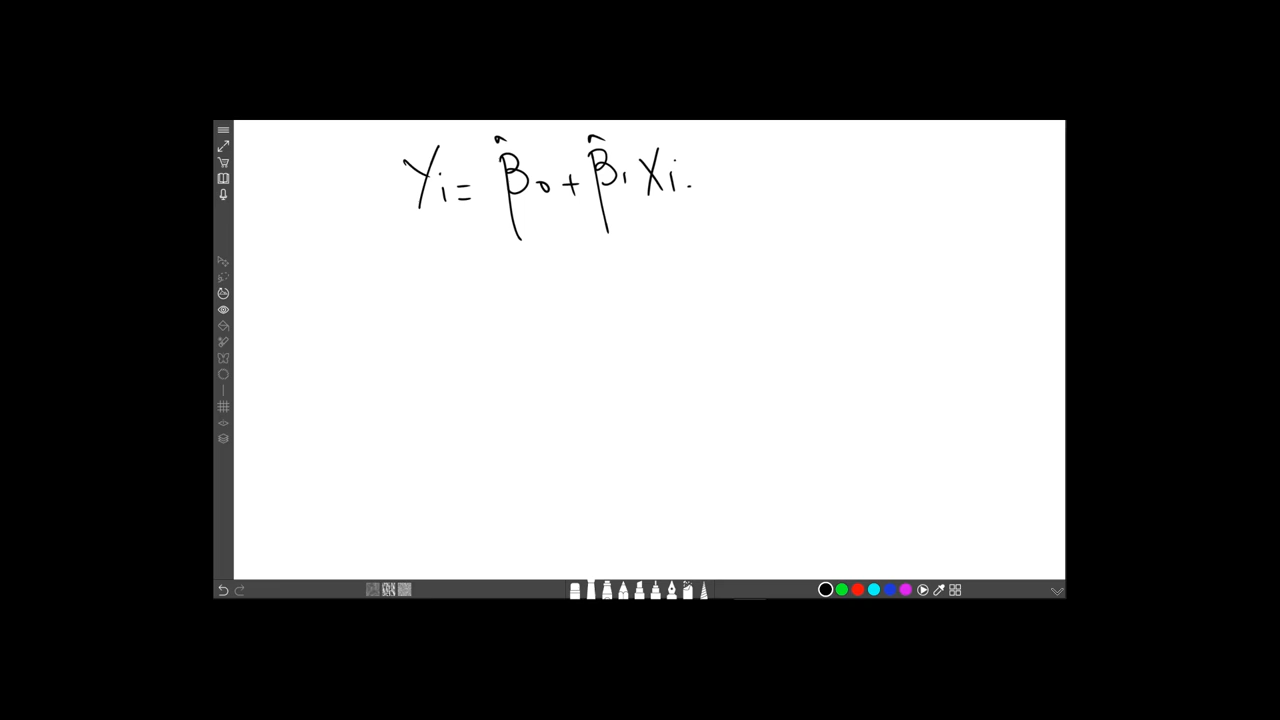 Yi = β̂0 + β̂1 Xi.